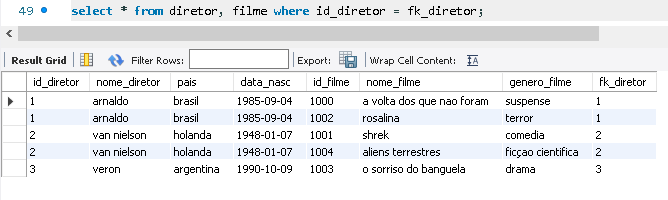 49 select * from diretor, filme where id_diretor = fk_diretor;
Result Grid Filter Rows: Export: Wrap Cell Content: IA
id_diretor nome_diretor pais data_nasc id_filme nome_filme genero_filme fk_diretor
1 arnaldo brasil 1985-09-04 1000 a volta dos que nao foram suspense 1
1 arnaldo brasil 1985-09-04 1002 rosalina terror 1
2 van nielson holanda 1948-01-07 1001 shrek comedia 2
2 van nielson holanda 1948-01-07 1004 aliens terrestres ficçao cientifica 2
3 veron argentina 1990-10-09 1003 o sorriso do banguela drama 3